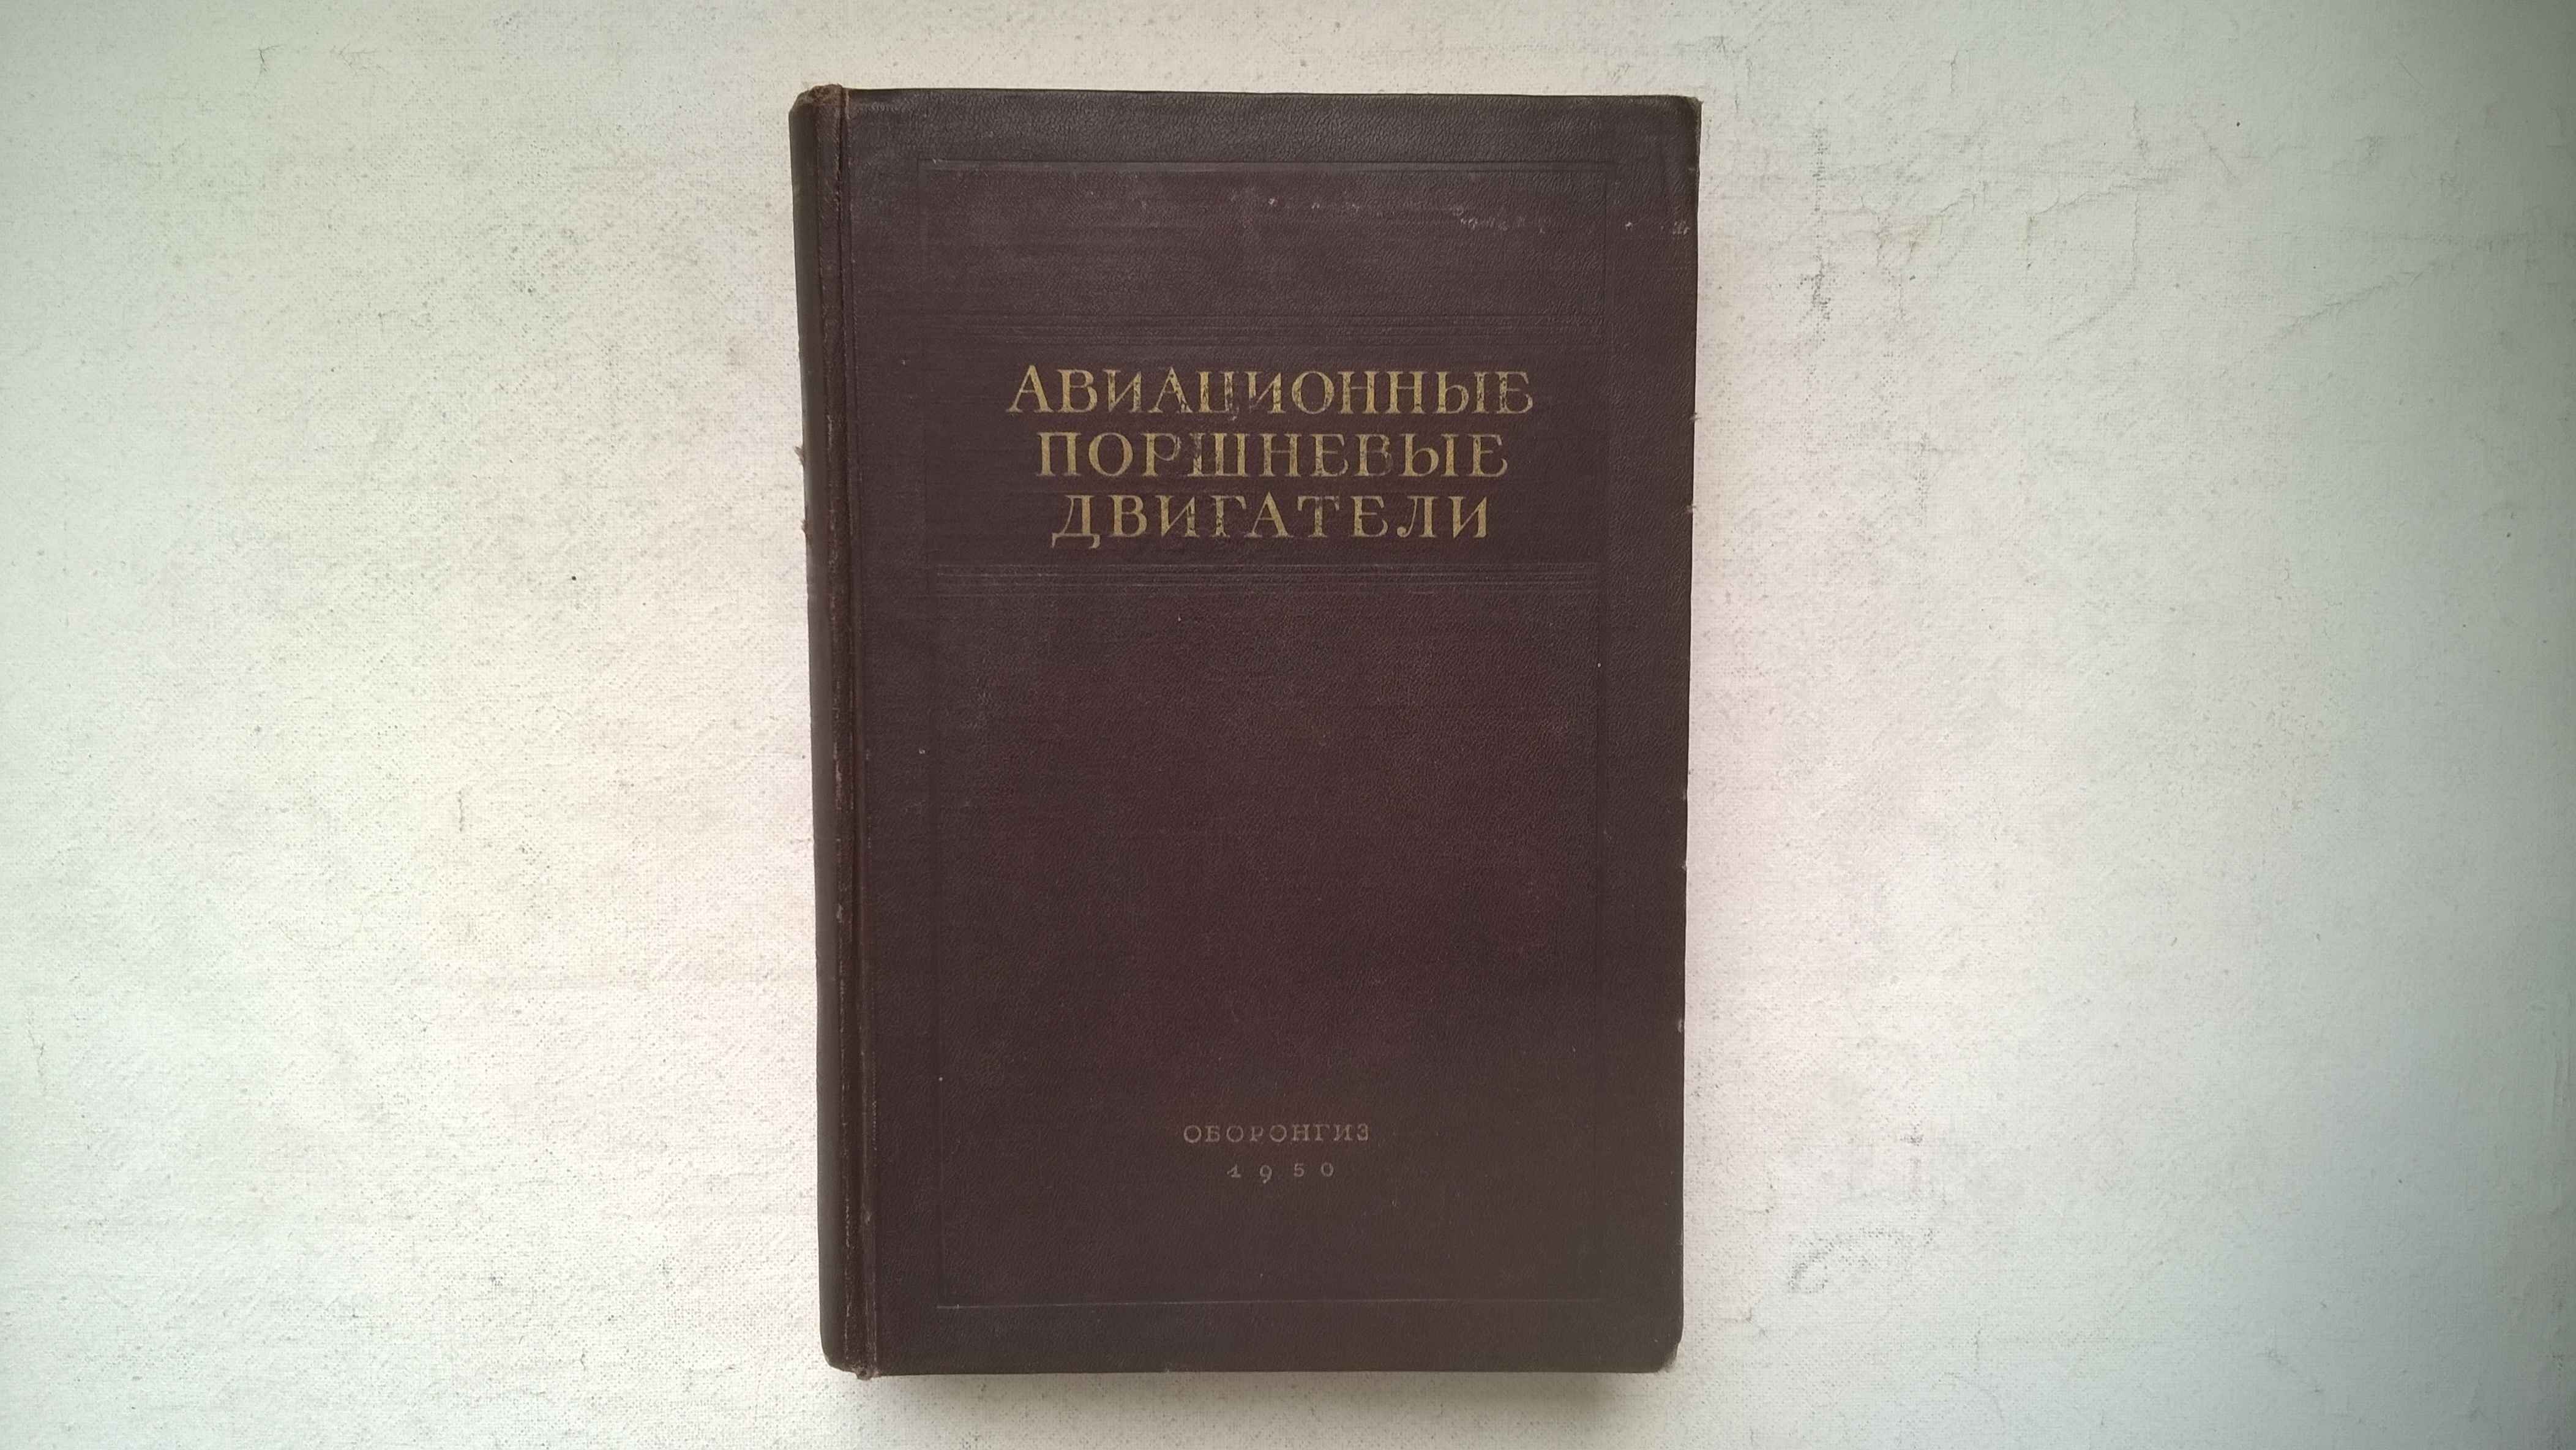 АВИАЦИОННЫЕ
ПОРШНЕВЫЕ
ДВИГАТЕЛИ
ОБОРОНГИЗ
1950